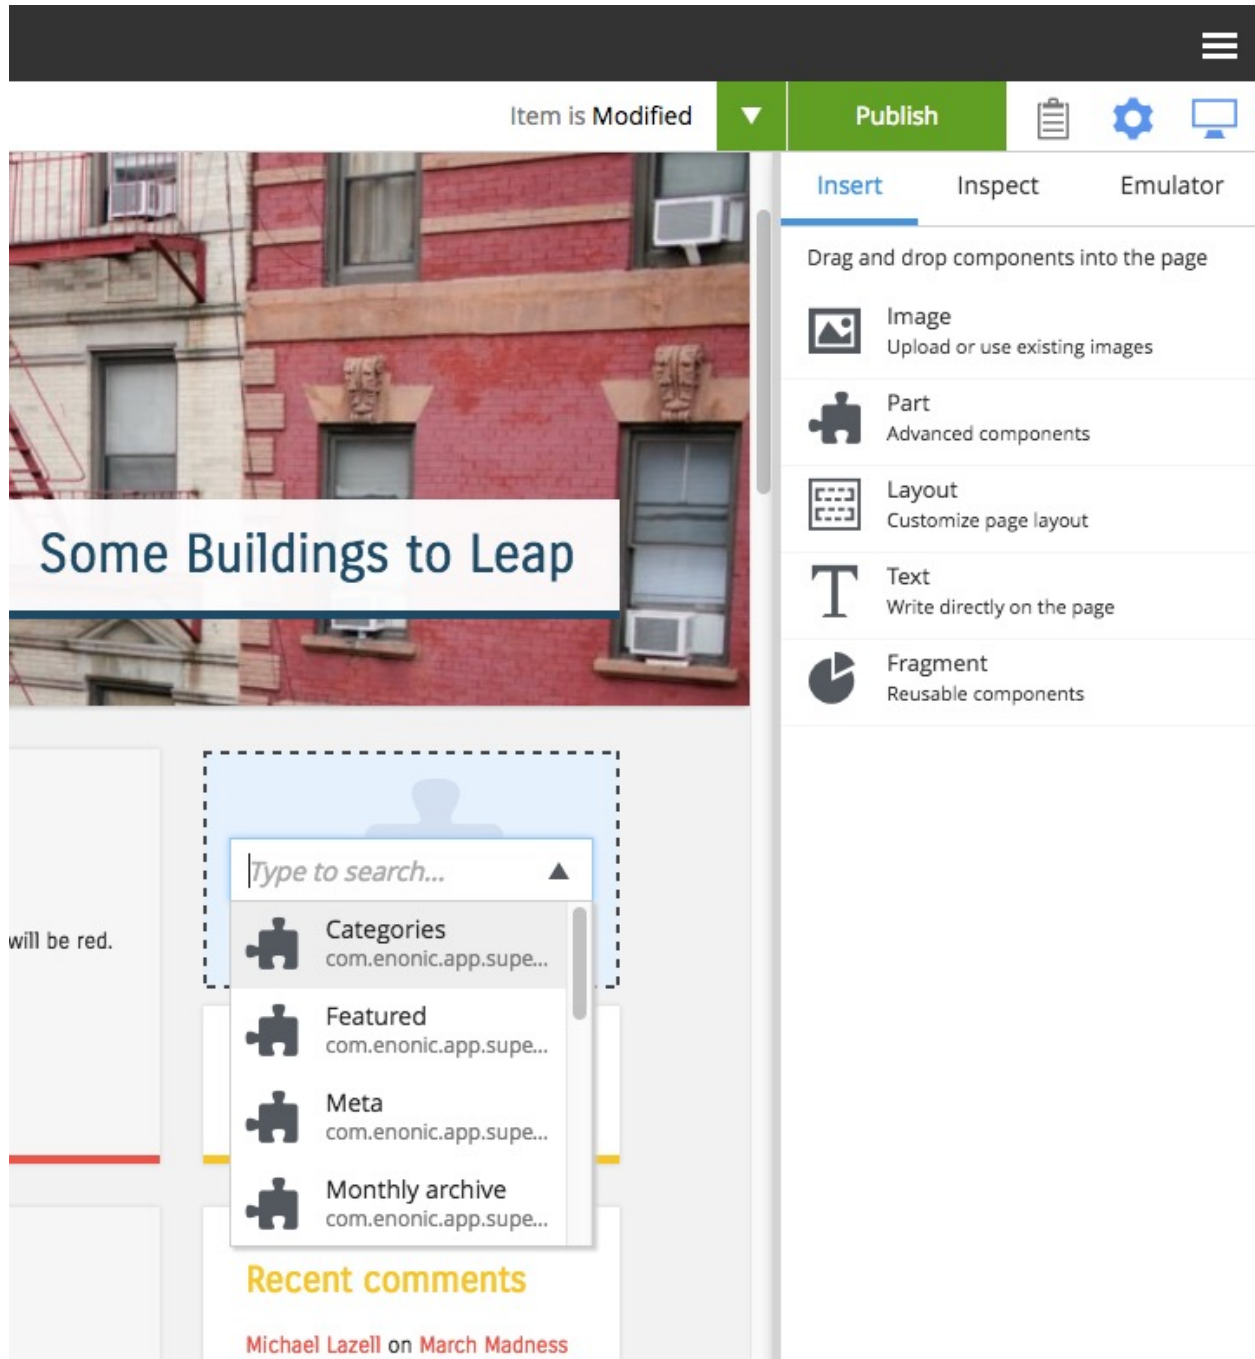 Item is Modified
Publish
Insert
Inspect
Emulator
Drag and drop components into the page
Image
Upload or use existing images
Part
Advanced components
Layout
Customize page layout
Text
Write directly on the page
Fragment
Reusable components
Some Buildings to Leap
will be red.
Type to search...
Categories
com.enonic.app.supe...
Featured
com.enonic.app.supe...
Meta
com.enonic.app.supe...
Monthly archive
com.enonic.app.supe...
Recent comments
Michael Lazell on March Madness